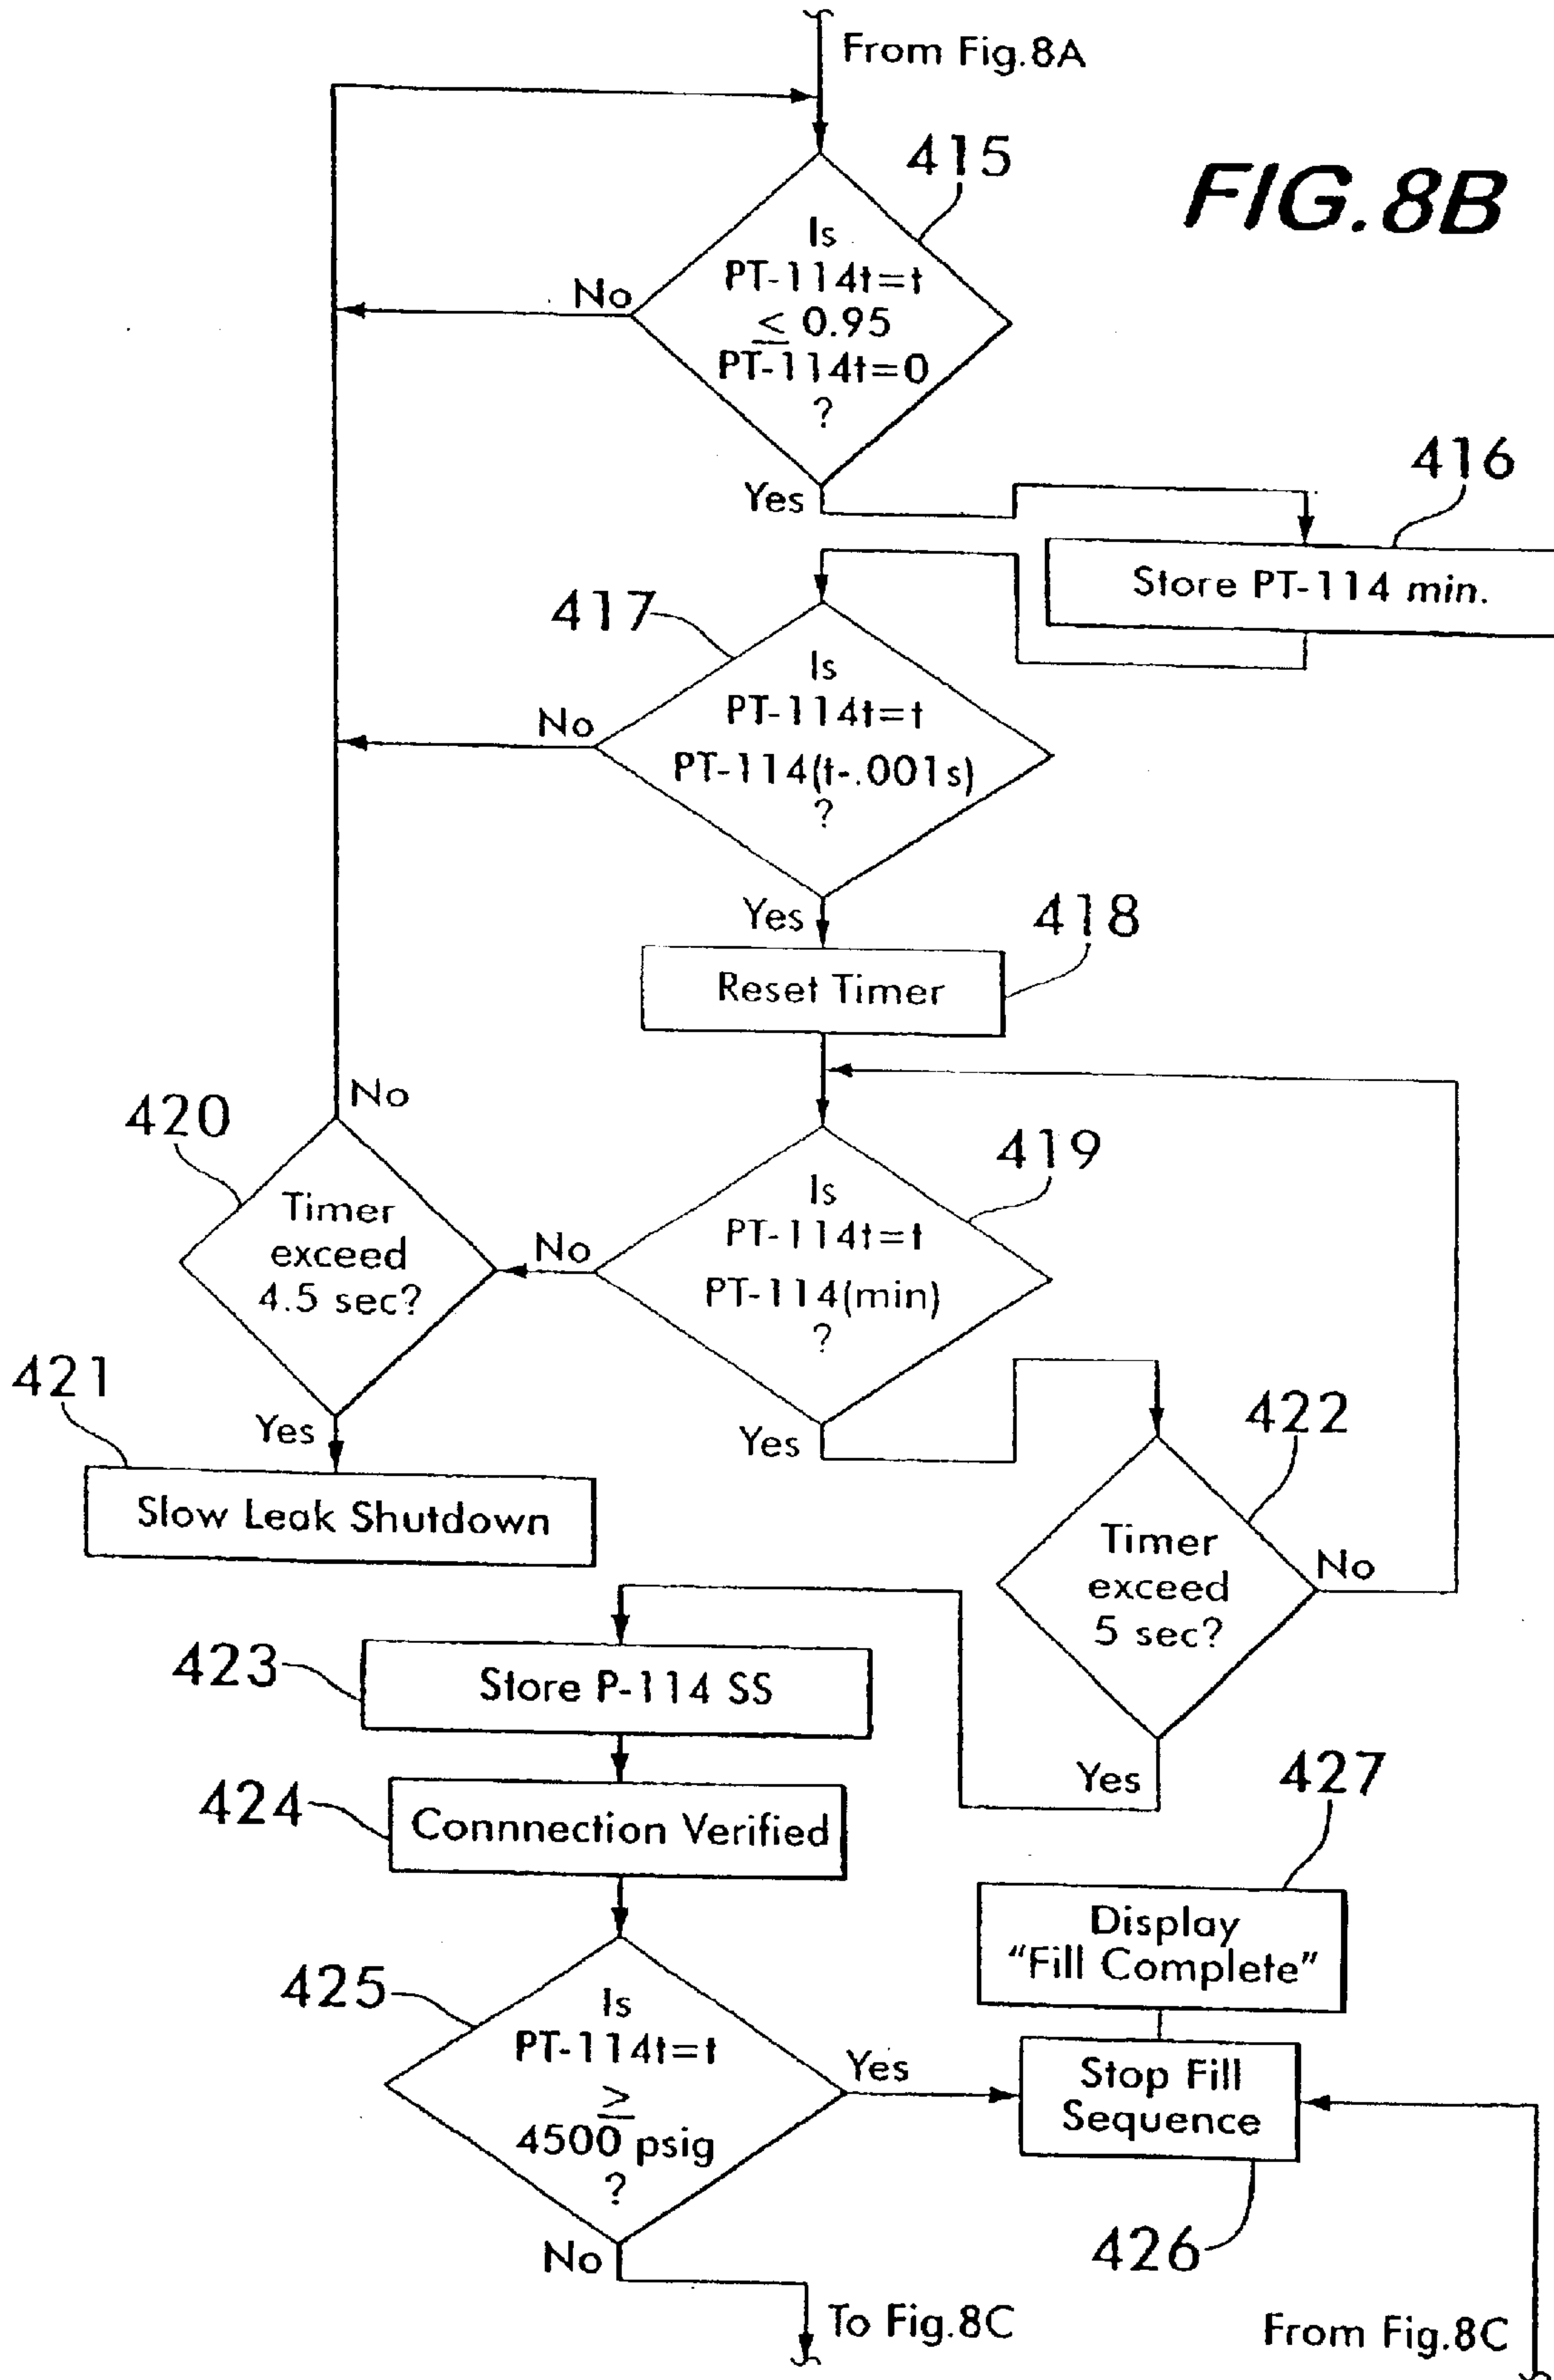 From Fig.8A
415
FIG.8B
Is
PT-114t=t
≤ 0.95
PT-114t=0
?
No
Yes
416
Store PT-114 min.
417
Is
PT-114t=t
PT-114(t-.001s)
?
No
Yes
418
Reset Timer
No
420
Timer
exceed
4.5 sec?
No
419
Is
PT-114t=t
PT-114(min)
?
421
Yes
Slow Leak Shutdown
Yes
422
Timer
exceed
5 sec?
No
Yes
423
Store P-114 SS
424
Connnection Verified
427
Display
"Fill Complete"
425
Is
PT-114t=t
≥
4500 psig
?
Yes
Stop Fill
Sequence
426
No
To Fig.8C
From Fig.8C